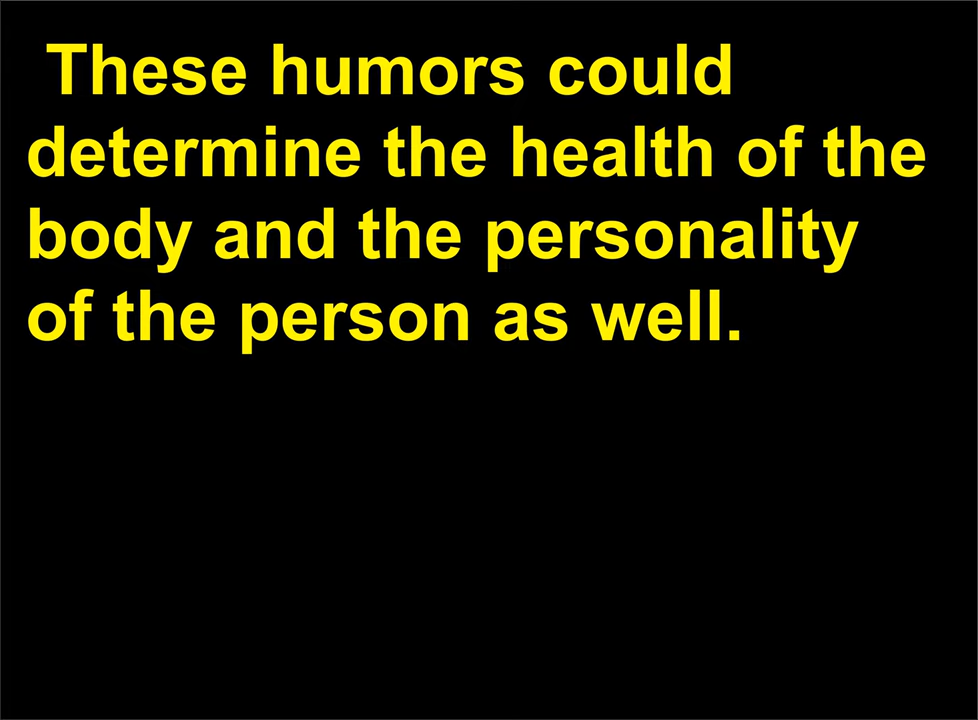 These humors could
determine the health of the
body and the personality
of the person as well.